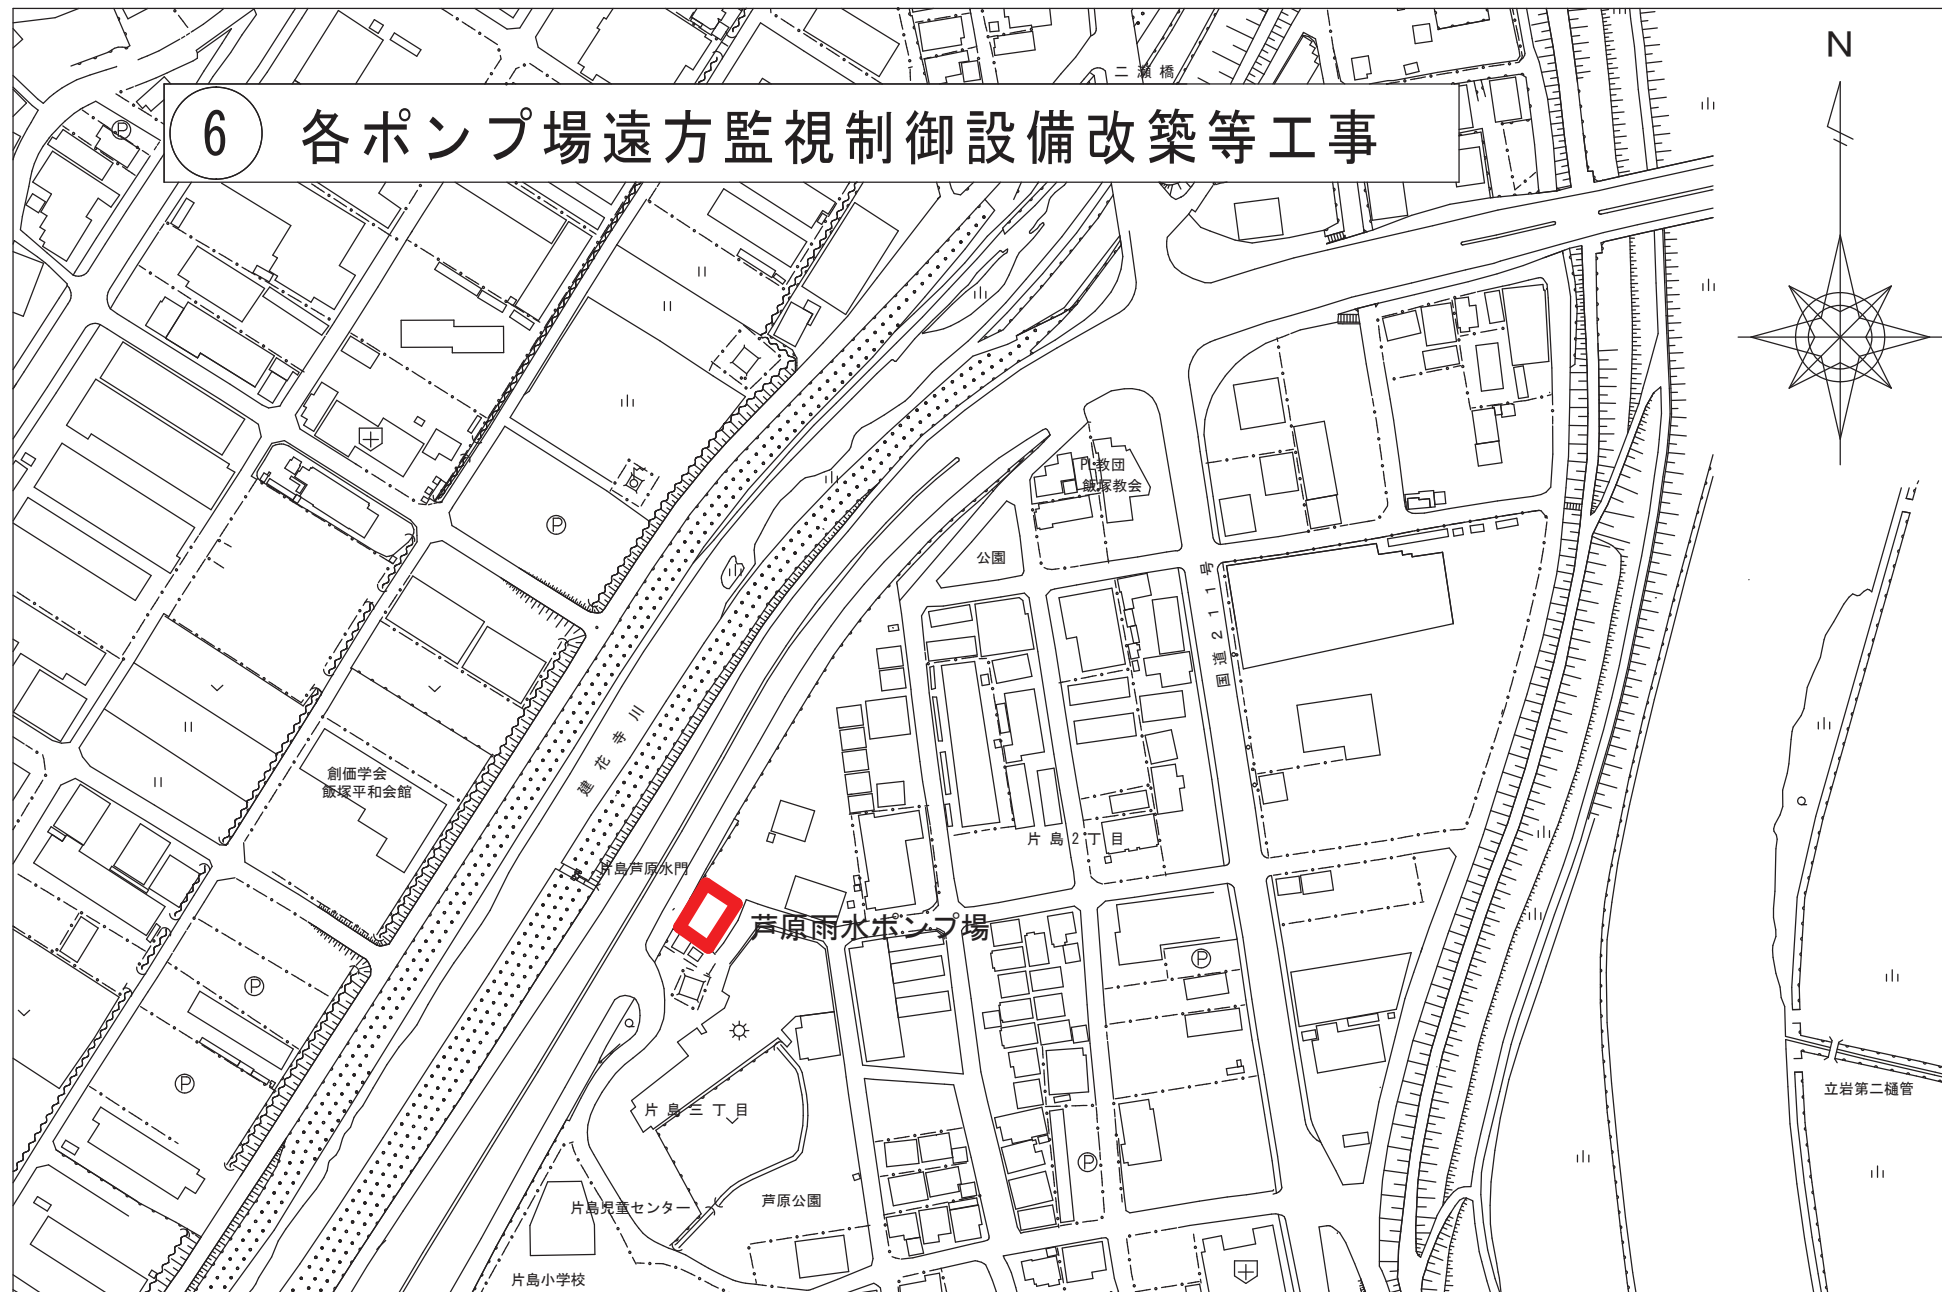 二瀬橋
N
6 各ポンプ場遠方監視制御設備改築等工事
P
PL教団
飯塚教会
P
公園
国道211号
建花寺川
創価学会
飯塚平和会館
片島2丁目
片島芦原水門
芦原雨水ポンプ場
P
P
P
立岩第二樋管
片島三丁目
P
片島児童センター
芦原公園
片島小学校